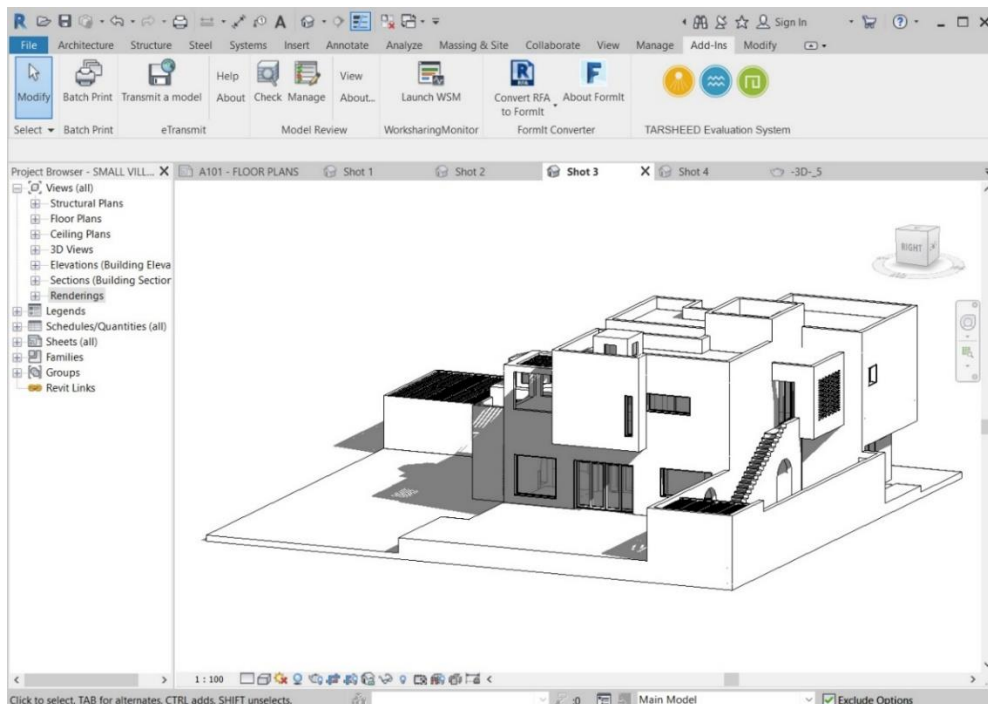 Sign In
File Architecture Structure Steel Systems Insert Annotate Analyze Massing & Site Collaborate View Manage Add-Ins Modify
Modify Batch Print Transmit a model Help About Check Manage View About... Launch WSM Convert RFA to FormIt About FormIt
Select Batch Print eTransmit Model Review WorksharingMonitor FormIt Converter TARSHEED Evaluation System
Project Browser - SMALL VILL... A101 - FLOOR PLANS Shot 1 Shot 2 Shot 3 Shot 4 -3D-_5
Views (all)
Structural Plans
Floor Plans
Ceiling Plans
3D Views
Elevations (Building Eleva
Sections (Building Section
Renderings
Legends
Schedules/Quantities (all)
Sheets (all)
Families
Groups
Revit Links
RIGHT
1 : 100
Click to select, TAB for alternates, CTRL adds, SHIFT unselects. :0 Main Model Exclude Options